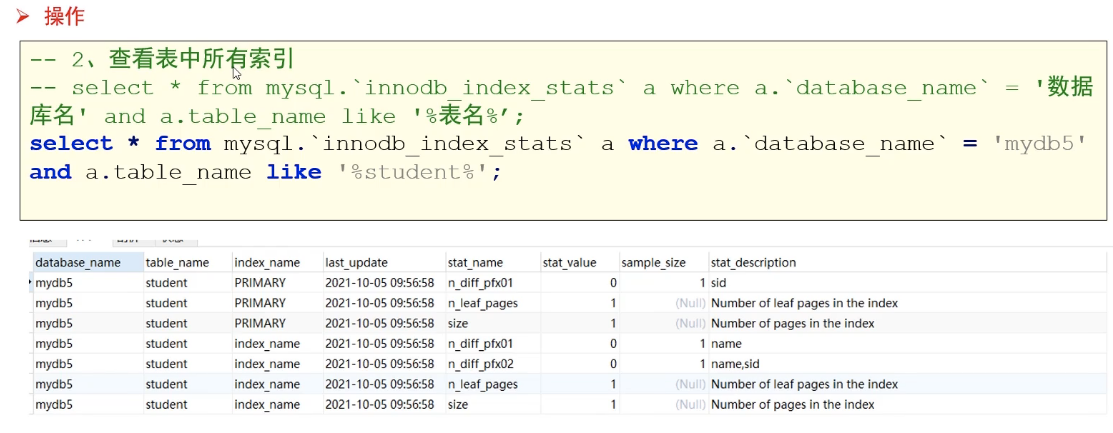 ➢ 操作
-- 2、查看表中所有索引
-- select * from mysql.`innodb_index_stats` a where a.`database_name` = '数据
库名' and a.table_name like '%表名%’;
select * from mysql.`innodb_index_stats` a where a.`database_name` = 'mydb5'
and a.table_name like '%student%';
database_name table_name index_name last_update stat_name stat_value sample_size stat_description
mydb5 student PRIMARY 2021-10-05 09:56:58 n_diff_pfx01 0 1 sid
mydb5 student PRIMARY 2021-10-05 09:56:58 n_leaf_pages 1 (Null) Number of leaf pages in the index
mydb5 student PRIMARY 2021-10-05 09:56:58 size 1 (Null) Number of pages in the index
mydb5 student index_name 2021-10-05 09:56:58 n_diff_pfx01 0 1 name
mydb5 student index_name 2021-10-05 09:56:58 n_diff_pfx02 0 1 name,sid
mydb5 student index_name 2021-10-05 09:56:58 n_leaf_pages 1 (Null) Number of leaf pages in the index
mydb5 student index_name 2021-10-05 09:56:58 size 1 (Null) Number of pages in the index